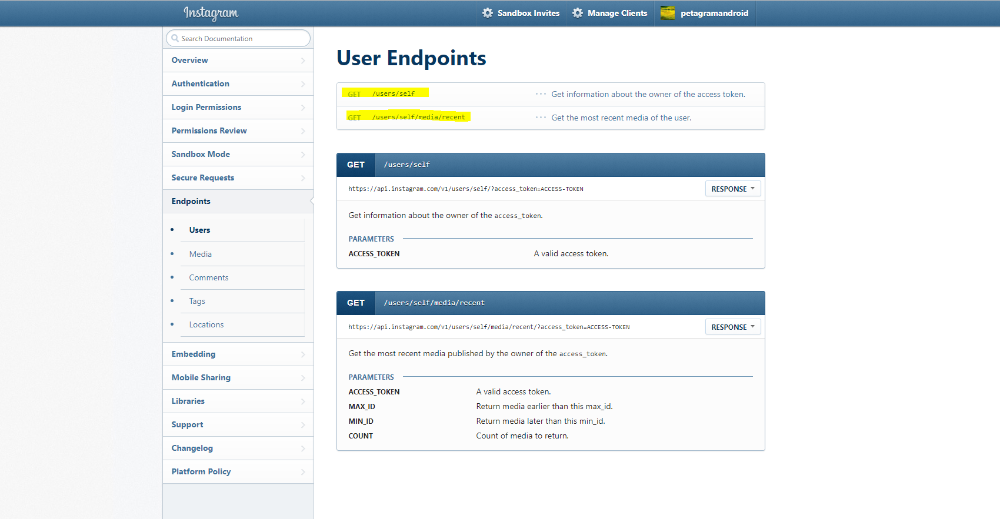 Instagram
Sandbox Invites
Manage Clients
petagramandroid
Search Documentation
Overview
Authentication
Login Permissions
Permissions Review
Sandbox Mode
Secure Requests
Endpoints
Users
Media
Comments
Tags
Locations
Embedding
Mobile Sharing
Libraries
Support
Changelog
Platform Policy
User Endpoints
GET /users/self ··· Get information about the owner of the access token.
GET /users/self/media/recent ··· Get the most recent media of the user.
GET /users/self
https://api.instagram.com/v1/users/self/?access_token=ACCESS-TOKEN RESPONSE
Get information about the owner of the access_token.
PARAMETERS
ACCESS_TOKEN A valid access token.
GET /users/self/media/recent
https://api.instagram.com/v1/users/self/media/recent/?access_token=ACCESS-TOKEN RESPONSE
Get the most recent media published by the owner of the access_token.
PARAMETERS
ACCESS_TOKEN A valid access token.
MAX_ID Return media earlier than this max_id.
MIN_ID Return media later than this min_id.
COUNT Count of media to return.